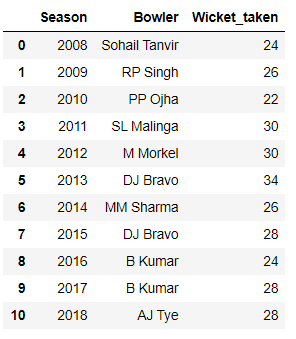 Season Bowler Wicket_taken
0 2008 Sohail Tanvir 24
1 2009 RP Singh 26
2 2010 PP Ojha 22
3 2011 SL Malinga 30
4 2012 M Morkel 30
5 2013 DJ Bravo 34
6 2014 MM Sharma 26
7 2015 DJ Bravo 28
8 2016 B Kumar 24
9 2017 B Kumar 28
10 2018 AJ Tye 28